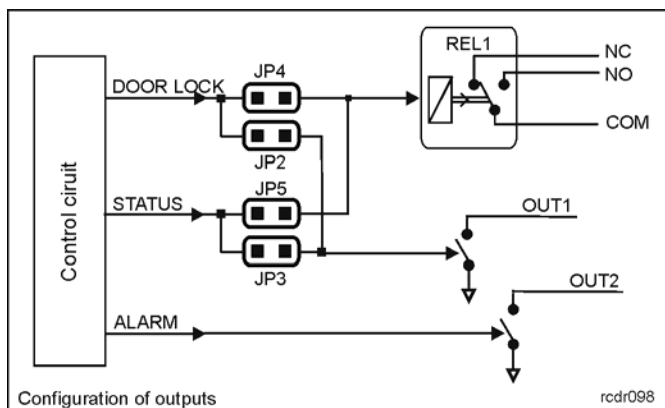 REL1
NC
NO
COM
JP4
DOOR LOCK
JP2
JP5
STATUS
JP3
OUT1
OUT2
ALARM
Control ciruit
Configuration of outputs
rcdr098